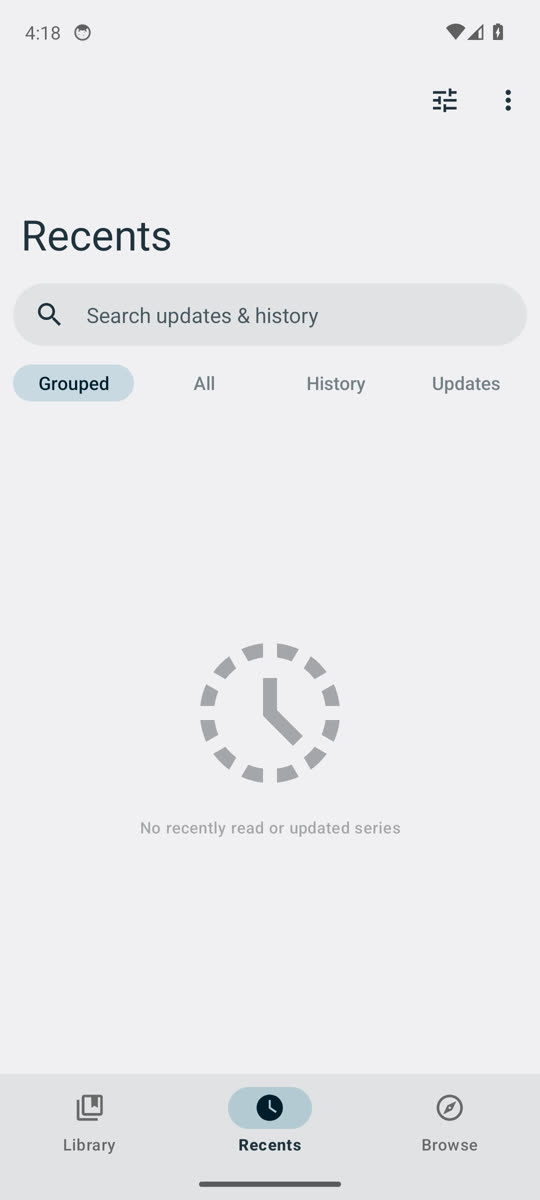 4:18
Recents
Search updates & history
Grouped
All
History
Updates
No recently read or updated series
Library
Recents
Browse